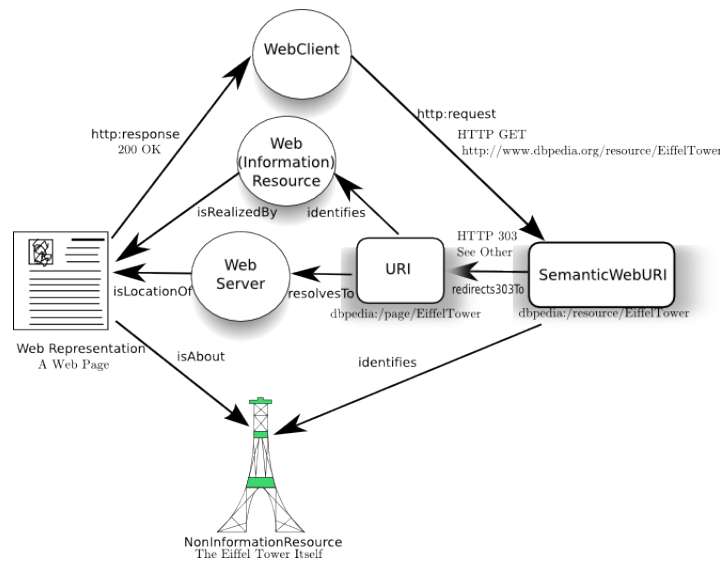 WebClient
http:request
HTTP GET
http://www.dbpedia.org/resource/EiffelTower
http:response
200 OK
Web
(Information)
Resource
isRealizedBy
identifies
HTTP 303
See Other
Web
Server
URI
SemanticWebURI
isLocationOf
resolvesTo
redirects303To
dbpedia:/page/EiffelTower
dbpedia:/resource/EiffelTower
Web Representation
A Web Page
isAbout
identifies
NonInformationResource
The Eiffel Tower Itself